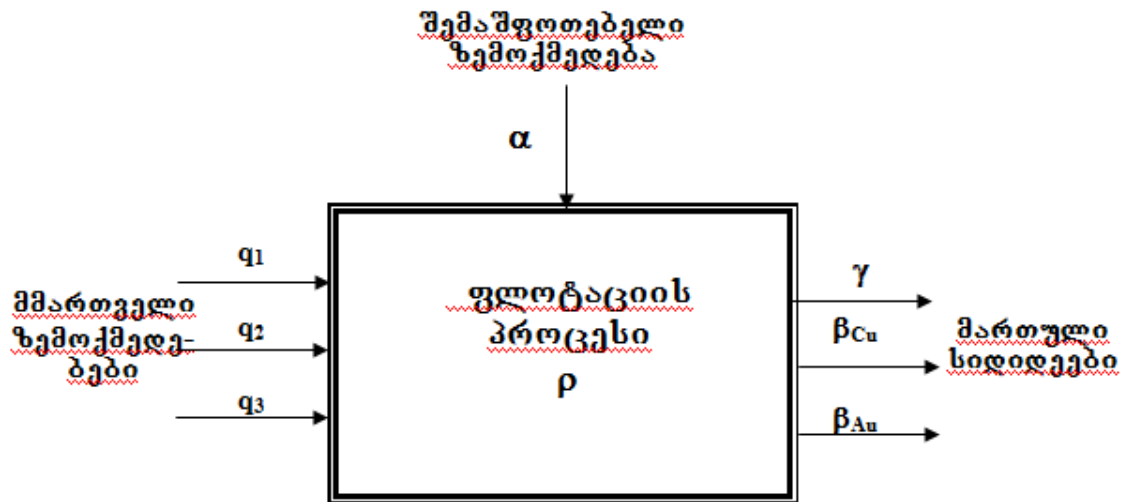 შემაშფოთებელი
ზემოქმედება
α
q1
მმართველი
ზემოქმედე-
ბები
q2
q3
ფლოტაციის
პროცესი
ρ
γ
βCu
მართული
სიდიდეები
βAu